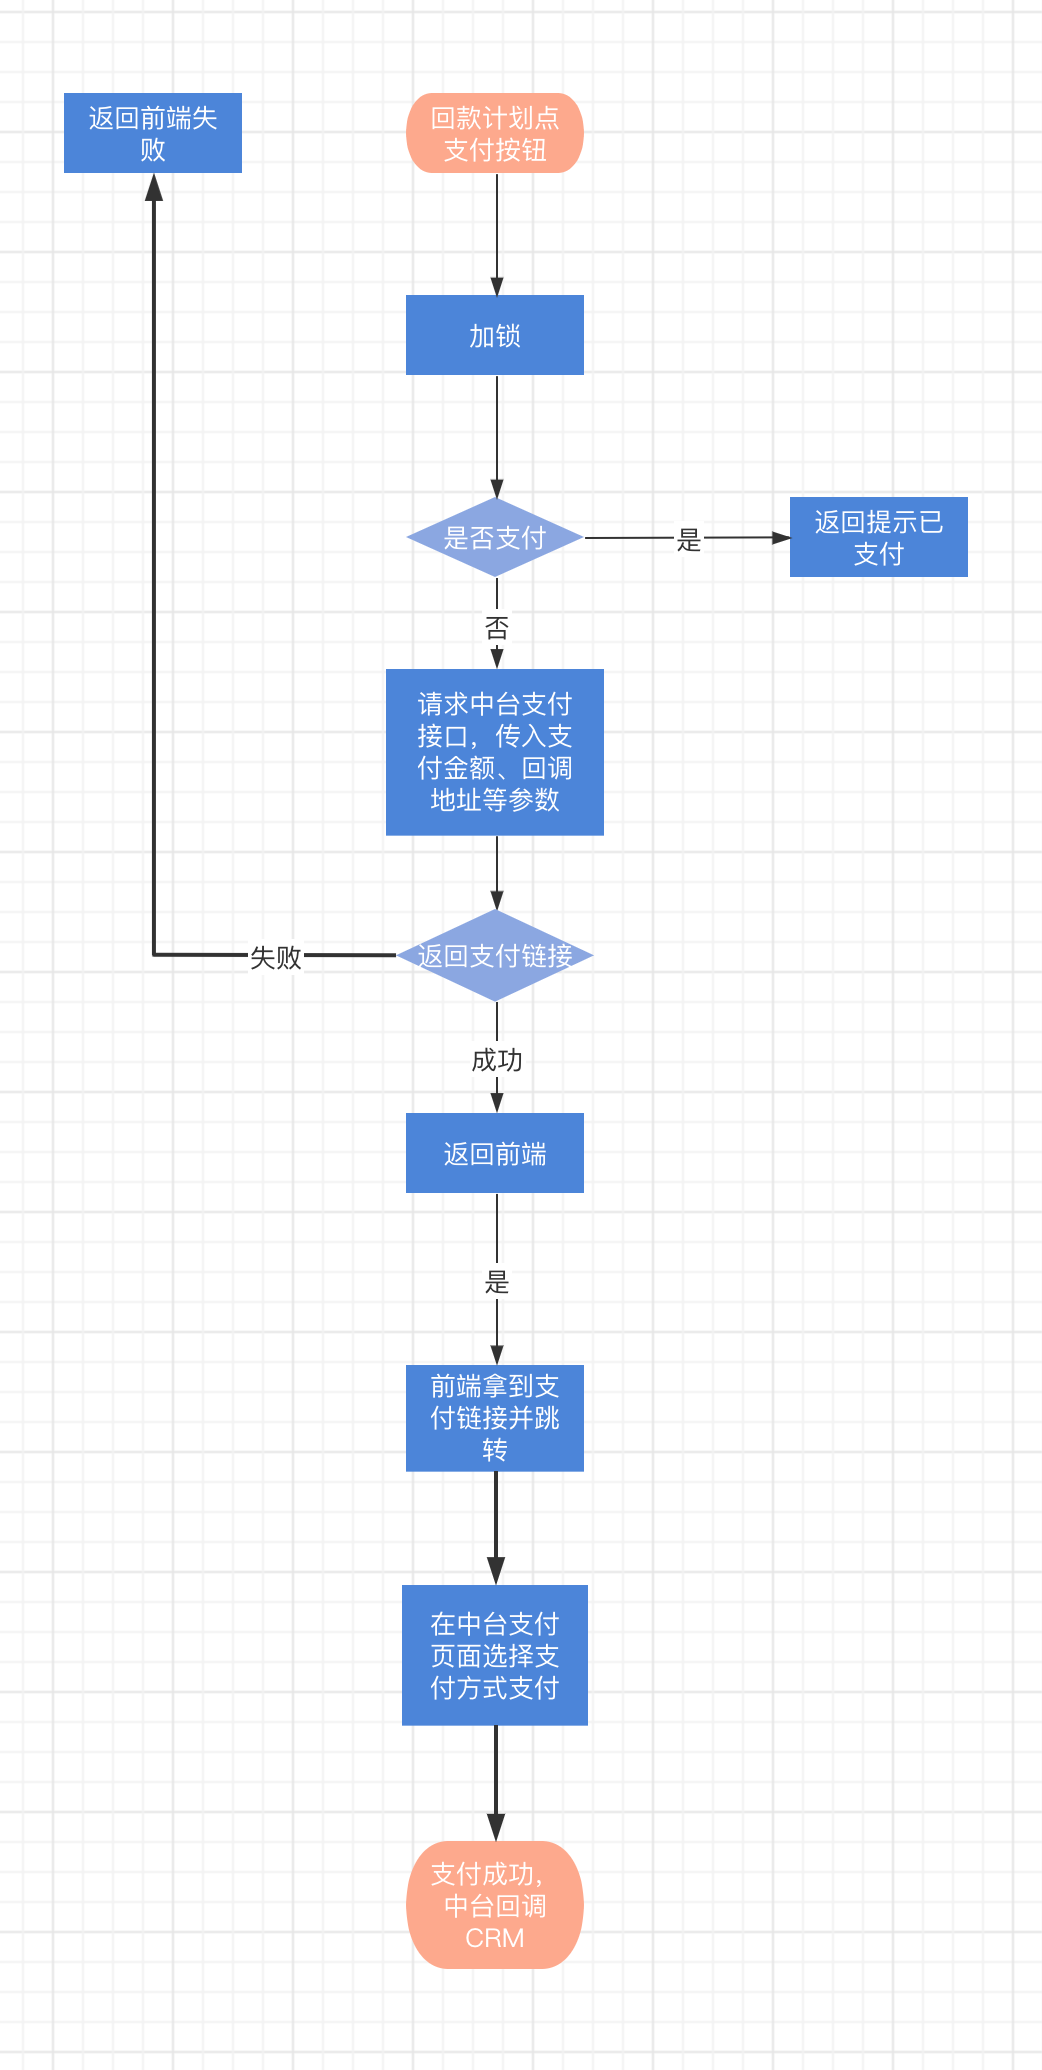 返回前端失
败
回款计划点
支付按钮
加锁
是否支付
是
返回提示已
支付
否
请求中台支付
接口，传入支
付金额、回调
地址等参数
失败
返回支付链接
成功
返回前端
是
前端拿到支
付链接并跳
转
在中台支付
页面选择支
付方式支付
支付成功，
中台回调
CRM